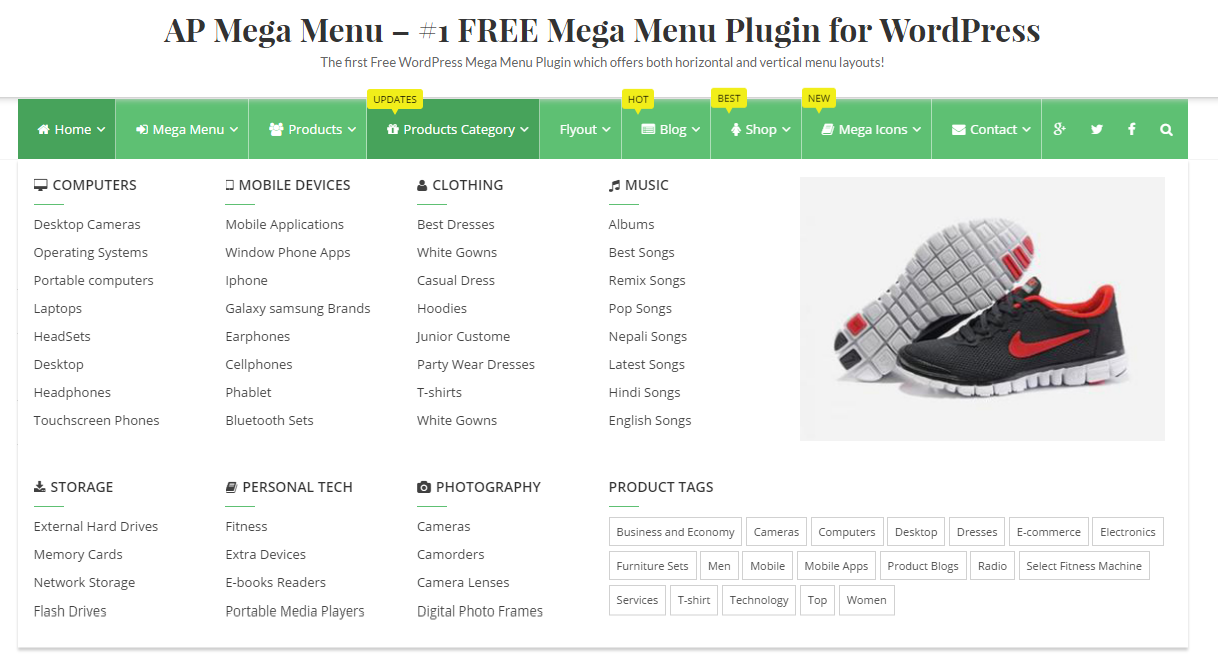 AP Mega Menu – #1 FREE Mega Menu Plugin for WordPress
The first Free WordPress Mega Menu Plugin which offers both horizontal and vertical menu layouts!
UPDATES HOT BEST NEW
Home Mega Menu Products Products Category Flyout Blog Shop Mega Icons Contact
COMPUTERS
Desktop Cameras
Operating Systems
Portable computers
Laptops
HeadSets
Desktop
Headphones
Touchscreen Phones
MOBILE DEVICES
Mobile Applications
Window Phone Apps
Iphone
Galaxy samsung Brands
Earphones
Cellphones
Phablet
Bluetooth Sets
CLOTHING
Best Dresses
White Gowns
Casual Dress
Hoodies
Junior Custome
Party Wear Dresses
T-shirts
White Gowns
MUSIC
Albums
Best Songs
Remix Songs
Pop Songs
Nepali Songs
Latest Songs
Hindi Songs
English Songs
STORAGE
External Hard Drives
Memory Cards
Network Storage
Flash Drives
PERSONAL TECH
Fitness
Extra Devices
E-books Readers
Portable Media Players
PHOTOGRAPHY
Cameras
Camorders
Camera Lenses
Digital Photo Frames
PRODUCT TAGS
Business and Economy Cameras Computers Desktop Dresses E-commerce Electronics
Furniture Sets Men Mobile Mobile Apps Product Blogs Radio Select Fitness Machine
Services T-shirt Technology Top Women